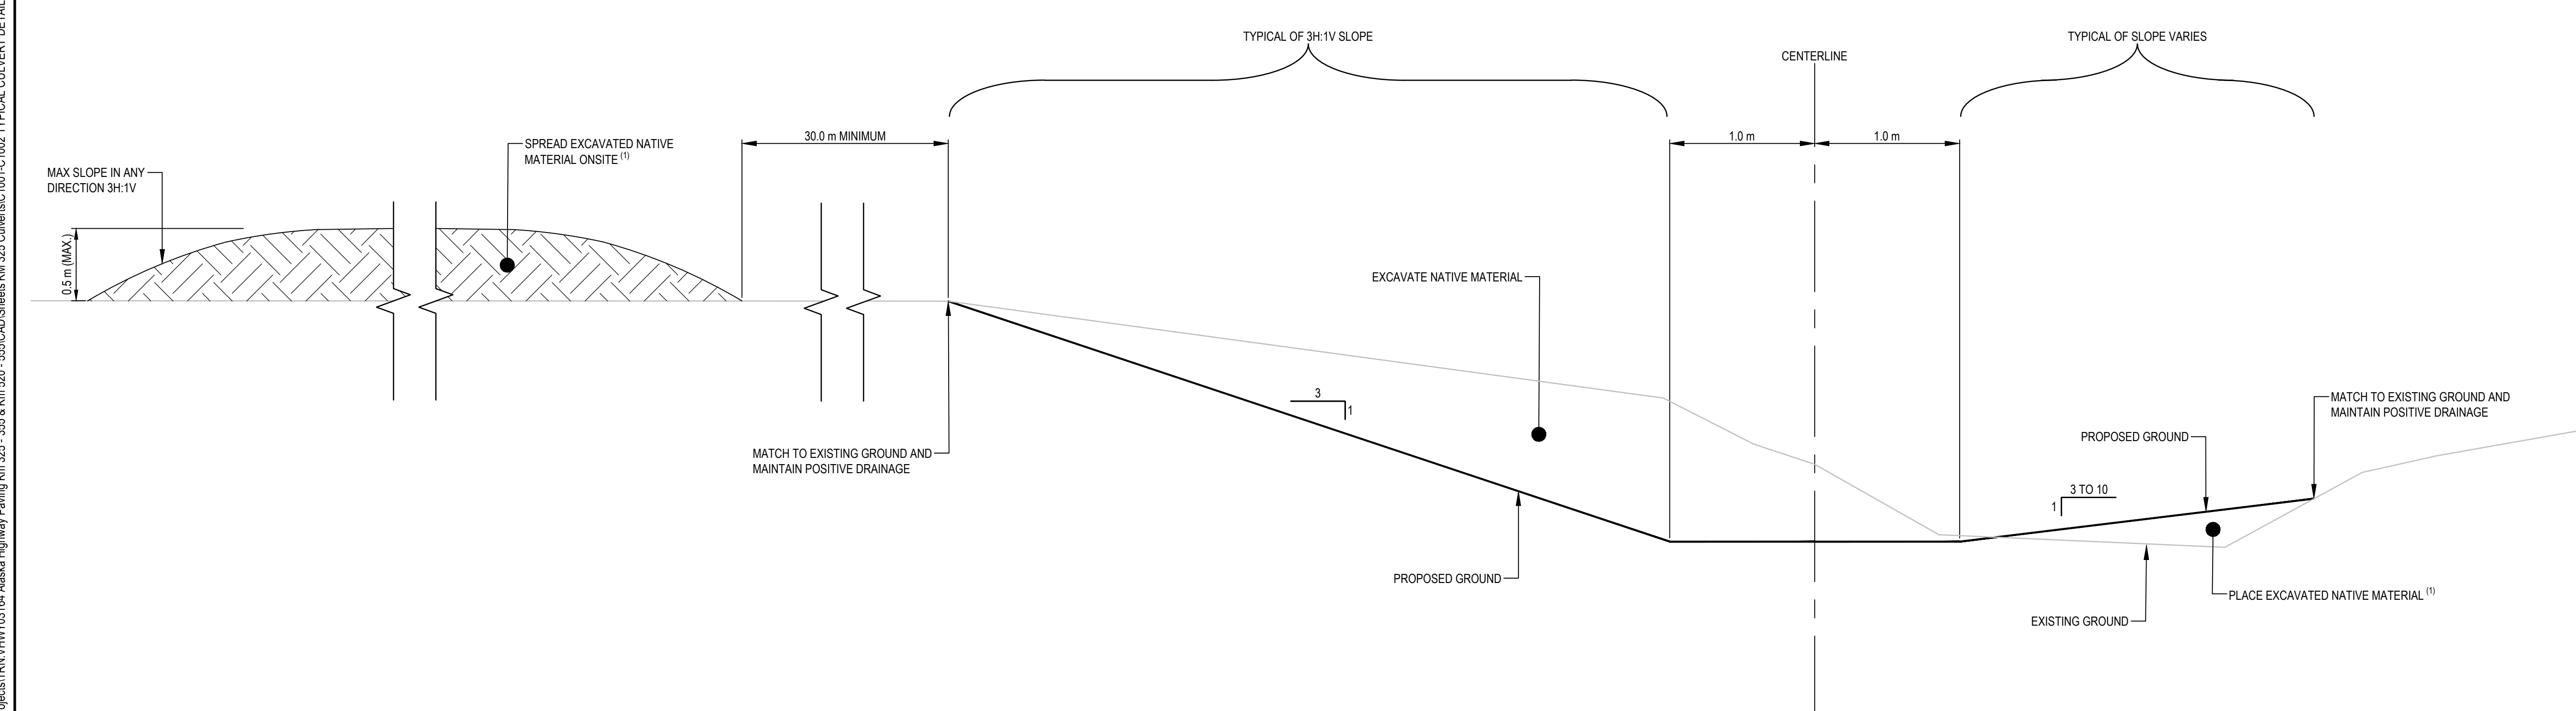 TYPICAL OF 3H:1V SLOPE
TYPICAL OF SLOPE VARIES
CENTERLINE
30.0 m MINIMUM
1.0 m
1.0 m
SPREAD EXCAVATED NATIVE
MATERIAL ONSITE (1)
MAX SLOPE IN ANY
DIRECTION 3H:1V
0.5 m (MAX.)
EXCAVATE NATIVE MATERIAL
3
1
MATCH TO EXISTING GROUND AND
MAINTAIN POSITIVE DRAINAGE
MATCH TO EXISTING GROUND AND
MAINTAIN POSITIVE DRAINAGE
PROPOSED GROUND
3 TO 10
1
PROPOSED GROUND
PLACE EXCAVATED NATIVE MATERIAL (1)
EXISTING GROUND